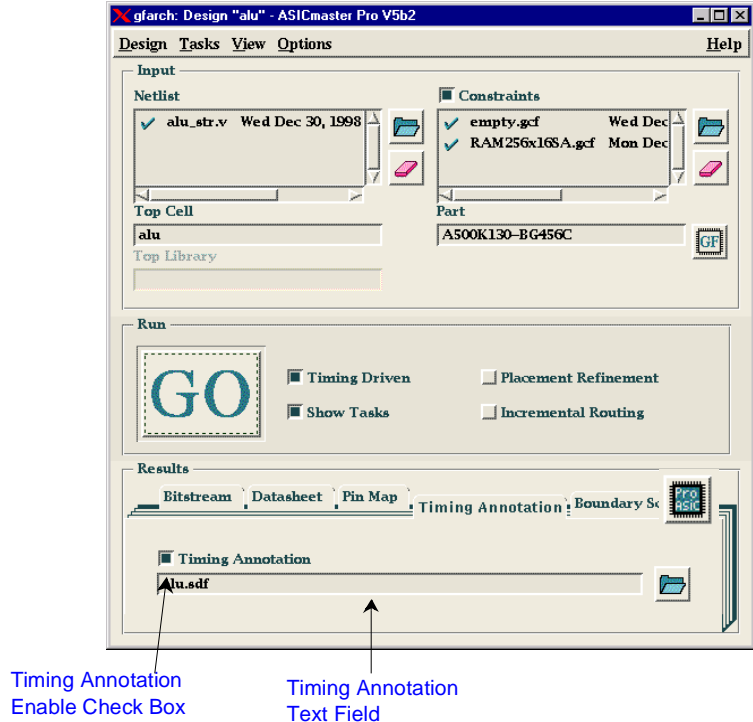 gfarch: Design "alu" - ASICmaster Pro V5b2
Design Tasks View Options Help
Input
Netlist
Constraints
alu_str.v Wed Dec 30, 1998
empty.gcf Wed Dec
RAM256x16SA.gcf Mon Dec
Top Cell
Part
alu
A500K130-BG456C
GF
Top Library
Run
GO
Timing Driven
Placement Refinement
Show Tasks
Incremental Routing
Results
Bitstream Datasheet Pin Map Timing Annotation Boundary Sc
Pro
ASIC
Timing Annotation
alu.sdf
Timing Annotation
Enable Check Box
Timing Annotation
Text Field